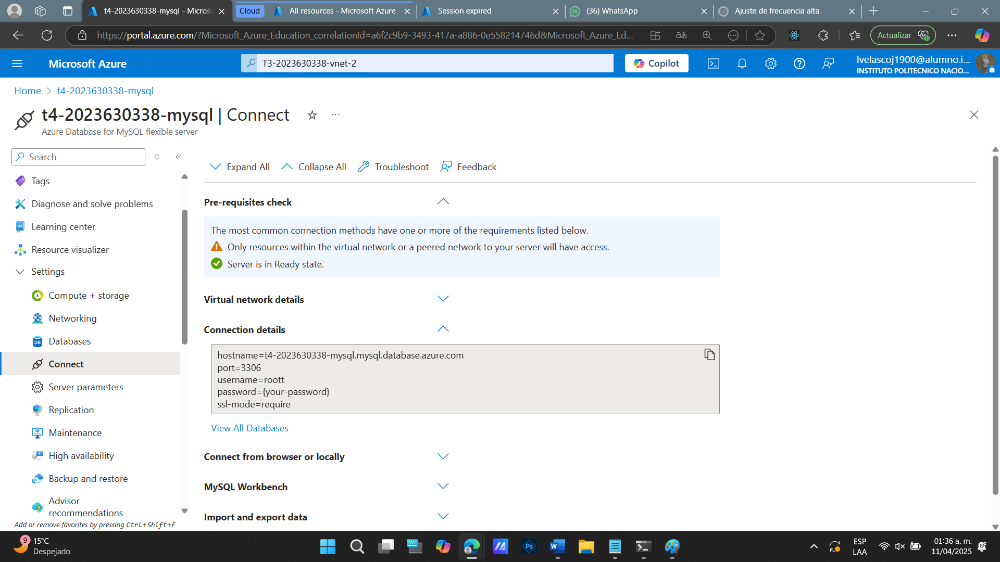 t4-2023630338-mysql - Micros
Cloud
All resources - Microsoft Azure
Session expired
(36) WhatsApp
Ajuste de frecuencia alta
https://portal.azure.com/?Microsoft_Azure_Education_correlationId=a6f2c9b9-3493-417a-a886-0e558214746d&Microsoft_Azure_Ed...
Actualizar
Microsoft Azure
T3-2023630338-vnet-2
Copilot
lvelascoj1900@alumno.i...
INSTITUTO POLITECNICO NACIO...
Home > t4-2023630338-mysql
t4-2023630338-mysql | Connect
Azure Database for MySQL flexible server
Search
Tags
Diagnose and solve problems
Learning center
Resource visualizer
Settings
Compute + storage
Networking
Databases
Connect
Server parameters
Replication
Maintenance
High availability
Backup and restore
Advisor
recommendations
Add or remove favorites by pressing Ctrl+Shift+F
Expand All
Collapse All
Troubleshoot
Feedback
Pre-requisites check
The most common connection methods have one or more of the requirements listed below.
Only resources within the virtual network or a peered network to your server will have access.
Server is in Ready state.
Virtual network details
Connection details
hostname=t4-2023630338-mysql.mysql.database.azure.com
port=3306
username=roott
password={your-password}
ssl-mode=require
View All Databases
Connect from browser or locally
MySQL Workbench
Import and export data
9
15°C
Despejado
ESP
LAA
01:36 a. m.
11/04/2025